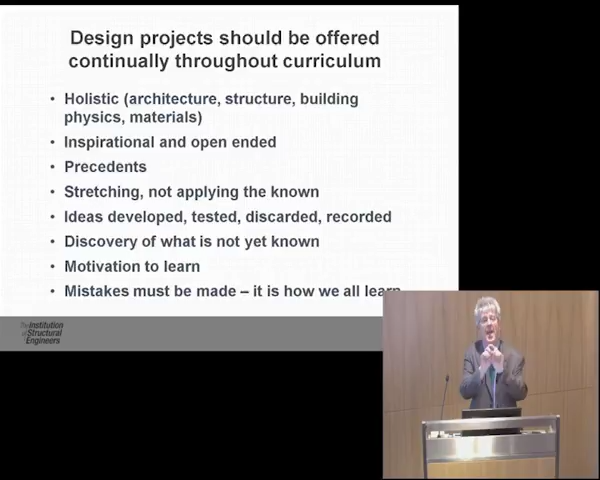 Design projects should be offered
continually throughout curriculum
• Holistic (architecture, structure, building
physics, materials)
• Inspirational and open ended
• Precedents
• Stretching, not applying the known
• Ideas developed, tested, discarded, recorded
• Discovery of what is not yet known
• Motivation to learn
• Mistakes must be made – it is how we all learn
The Institution
of Structural
Engineers